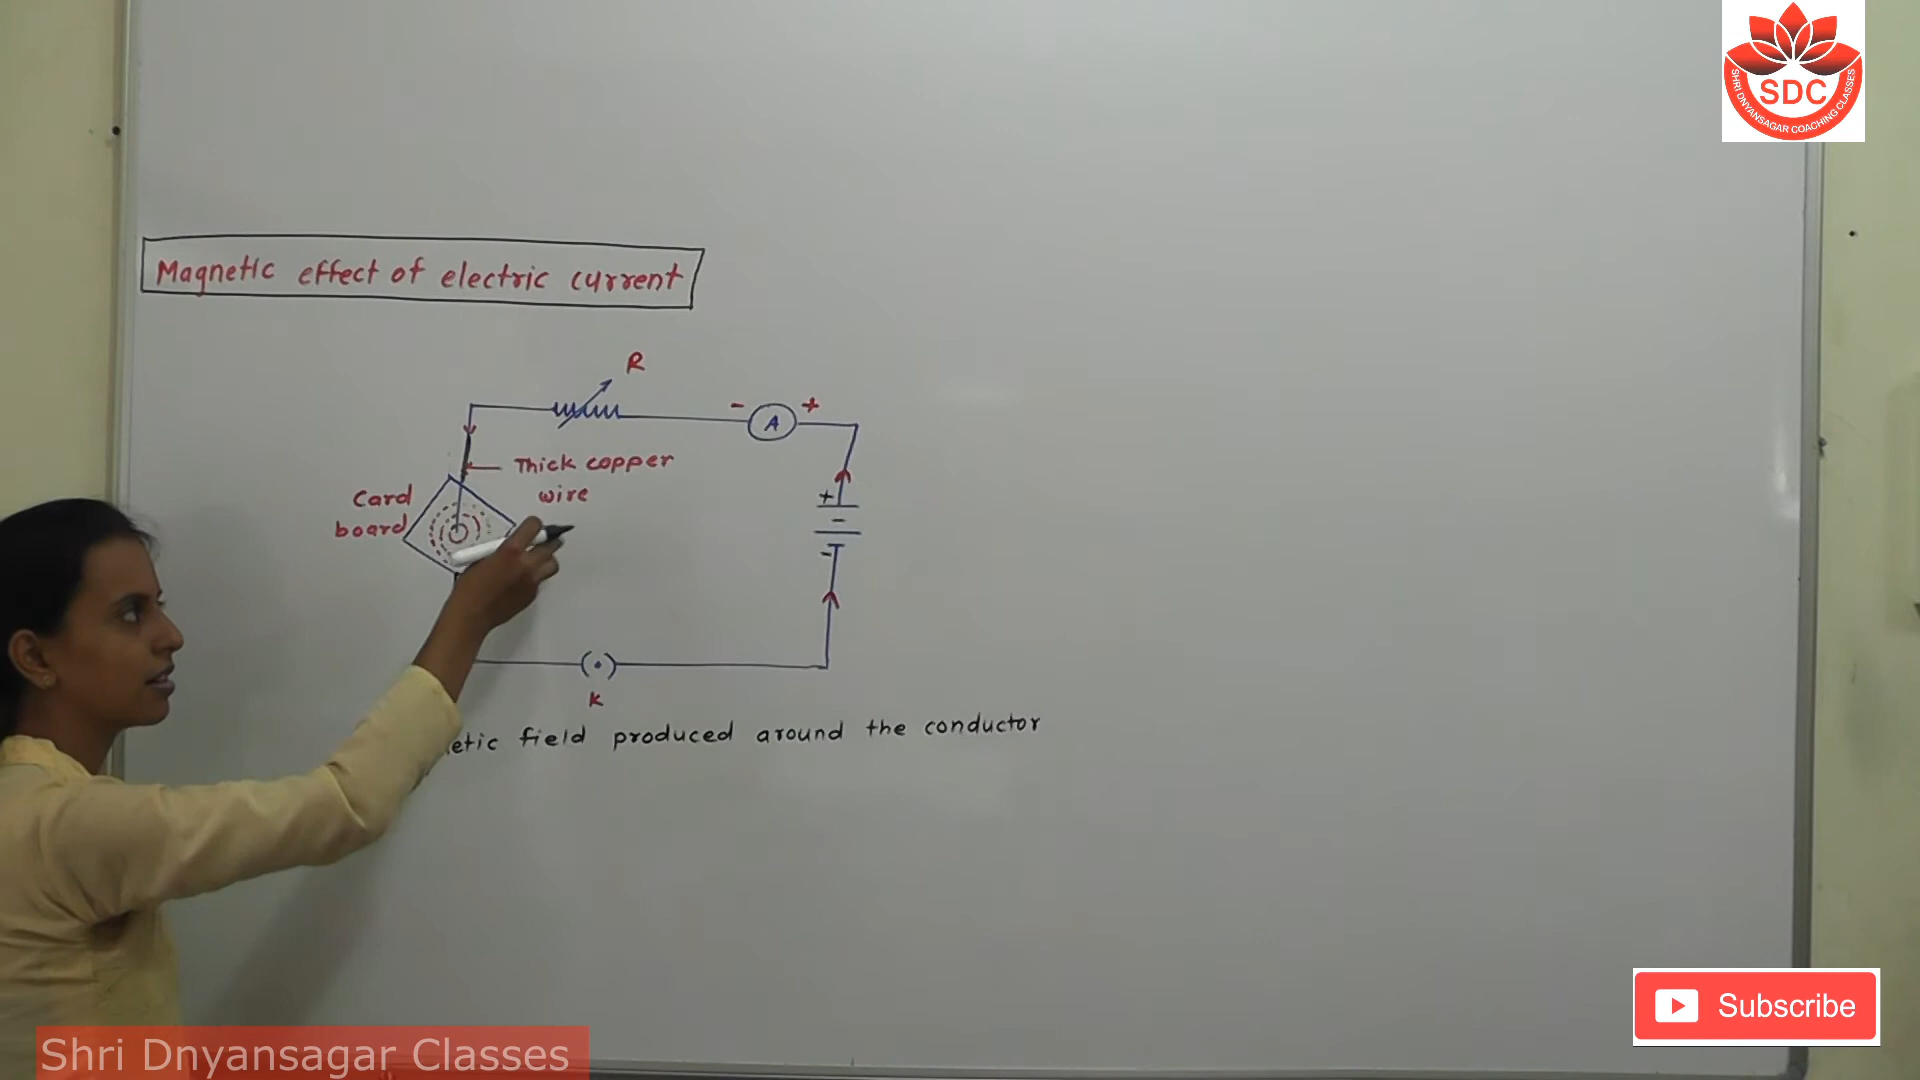 SDC
SHRI DNYANSAGAR COACHING CLASSES
Magnetic effect of electric current
R
- +
A
Thick copper
wire
Card
board
+
-
-
K
etic field produced around the conductor
Subscribe
Shri Dnyansagar Classes